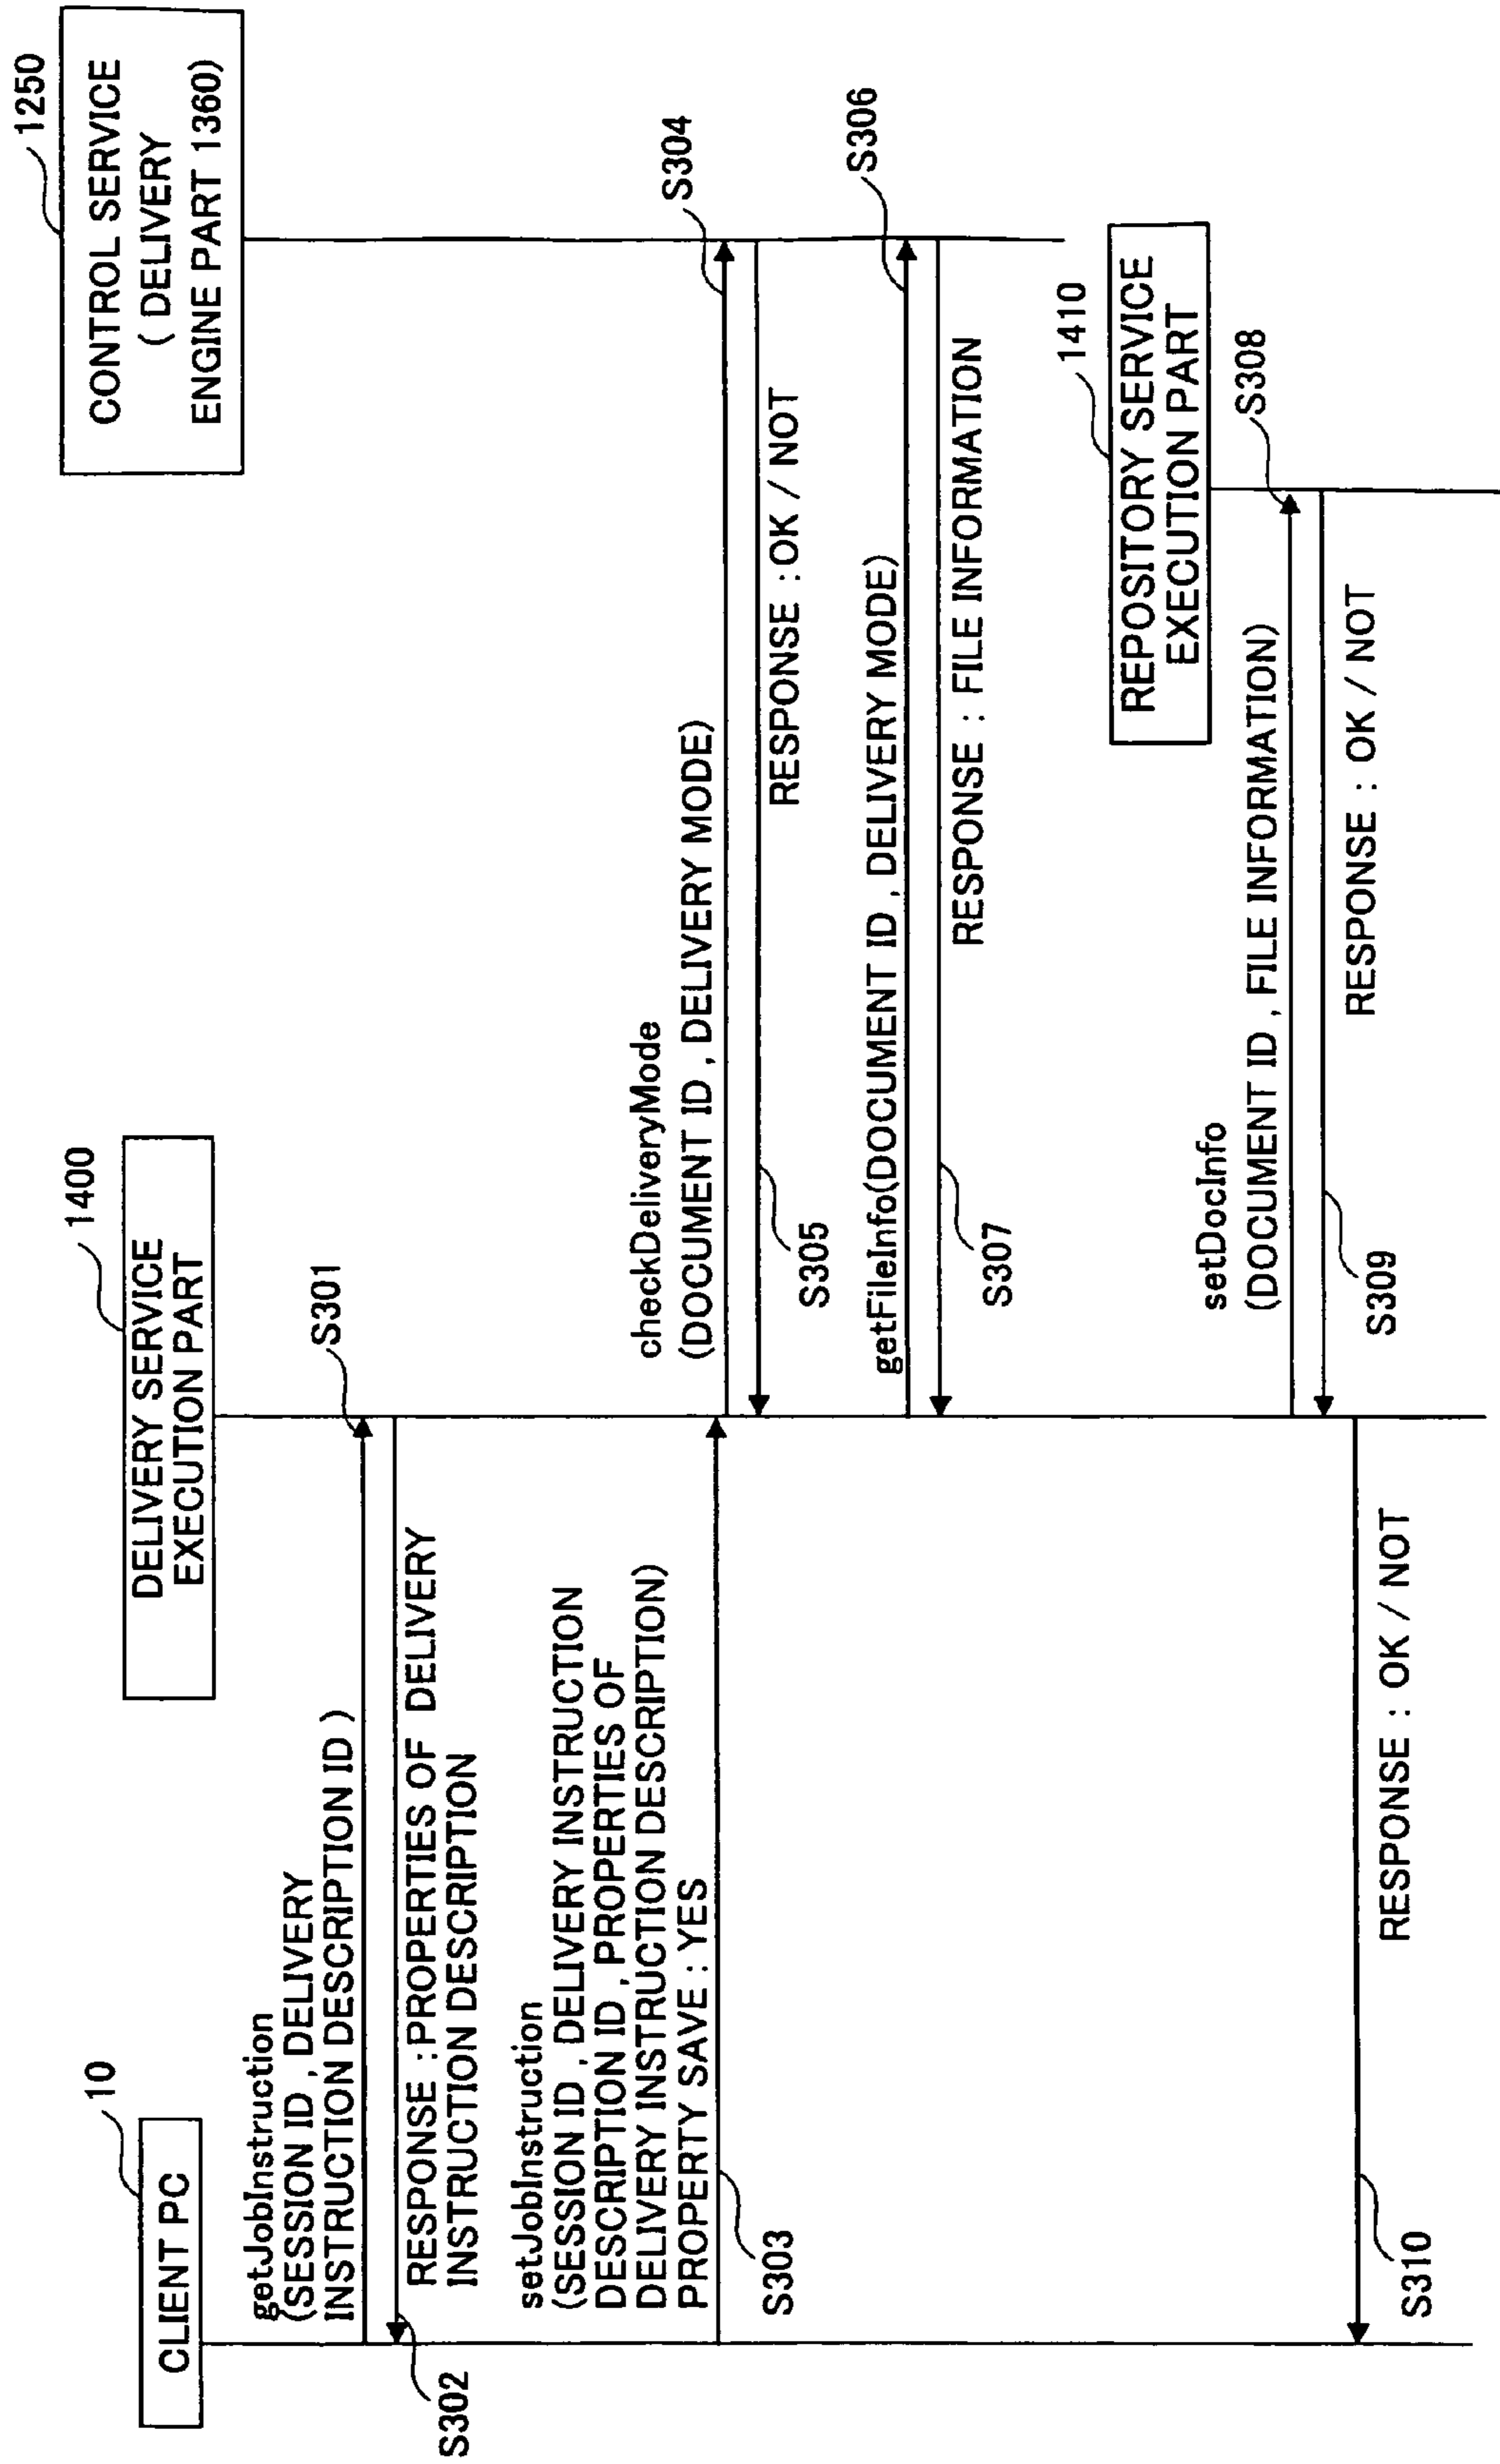 10
CLIENT PC
1400
DELIVERY SERVICE
EXECUTION PART
1250
CONTROL SERVICE
( DELIVERY
ENGINE PART 1360)
getJobInstruction
(SESSION ID , DELIVERY
INSTRUCTION DESCRIPTION ID )
S301
RESPONSE : PROPERTIES OF DELIVERY
INSTRUCTION DESCRIPTION
S302
setJobInstruction
(SESSION ID , DELIVERY INSTRUCTION
DESCRIPTION ID , PROPERTIES OF
DELIVERY INSTRUCTION DESCRIPTION)
PROPERTY SAVE : YES
S303
checkDeliveryMode
(DOCUMENT ID , DELIVERY MODE)
S304
RESPONSE : OK / NOT
S305
getFileInfo(DOCUMENT ID , DELIVERY MODE)
S306
RESPONSE : FILE INFORMATION
S307
1410
REPOSITORY SERVICE
EXECUTION PART
setDocInfo
(DOCUMENT ID , FILE INFORMATION)
S308
RESPONSE : OK / NOT
S309
RESPONSE : OK / NOT
S310